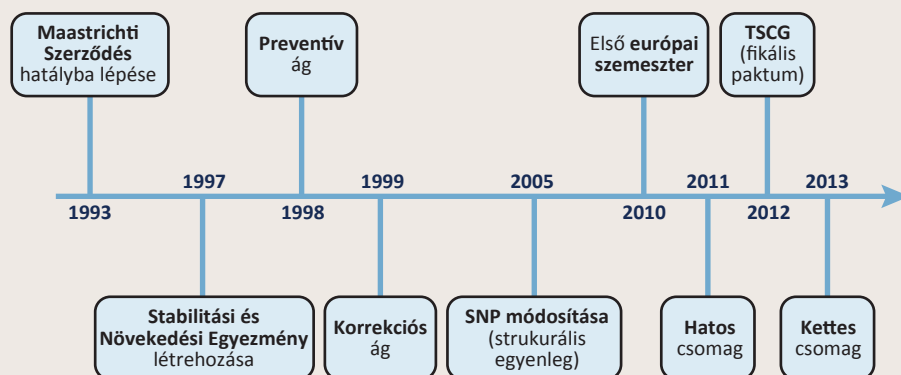 Maastrichti
Szerződés
hatályba lépése
Preventív
ág
Első európai
szemeszter
TSCG
(fikális
paktum)
1997
1999
2005
2011
2013
1993
1998
2010
2012
Stabilitási és
Növekedési Egyezmény
létrehozása
Korrekciós
ág
SNP módosítása
(strukurális
egyenleg)
Hatos
csomag
Kettes
csomag